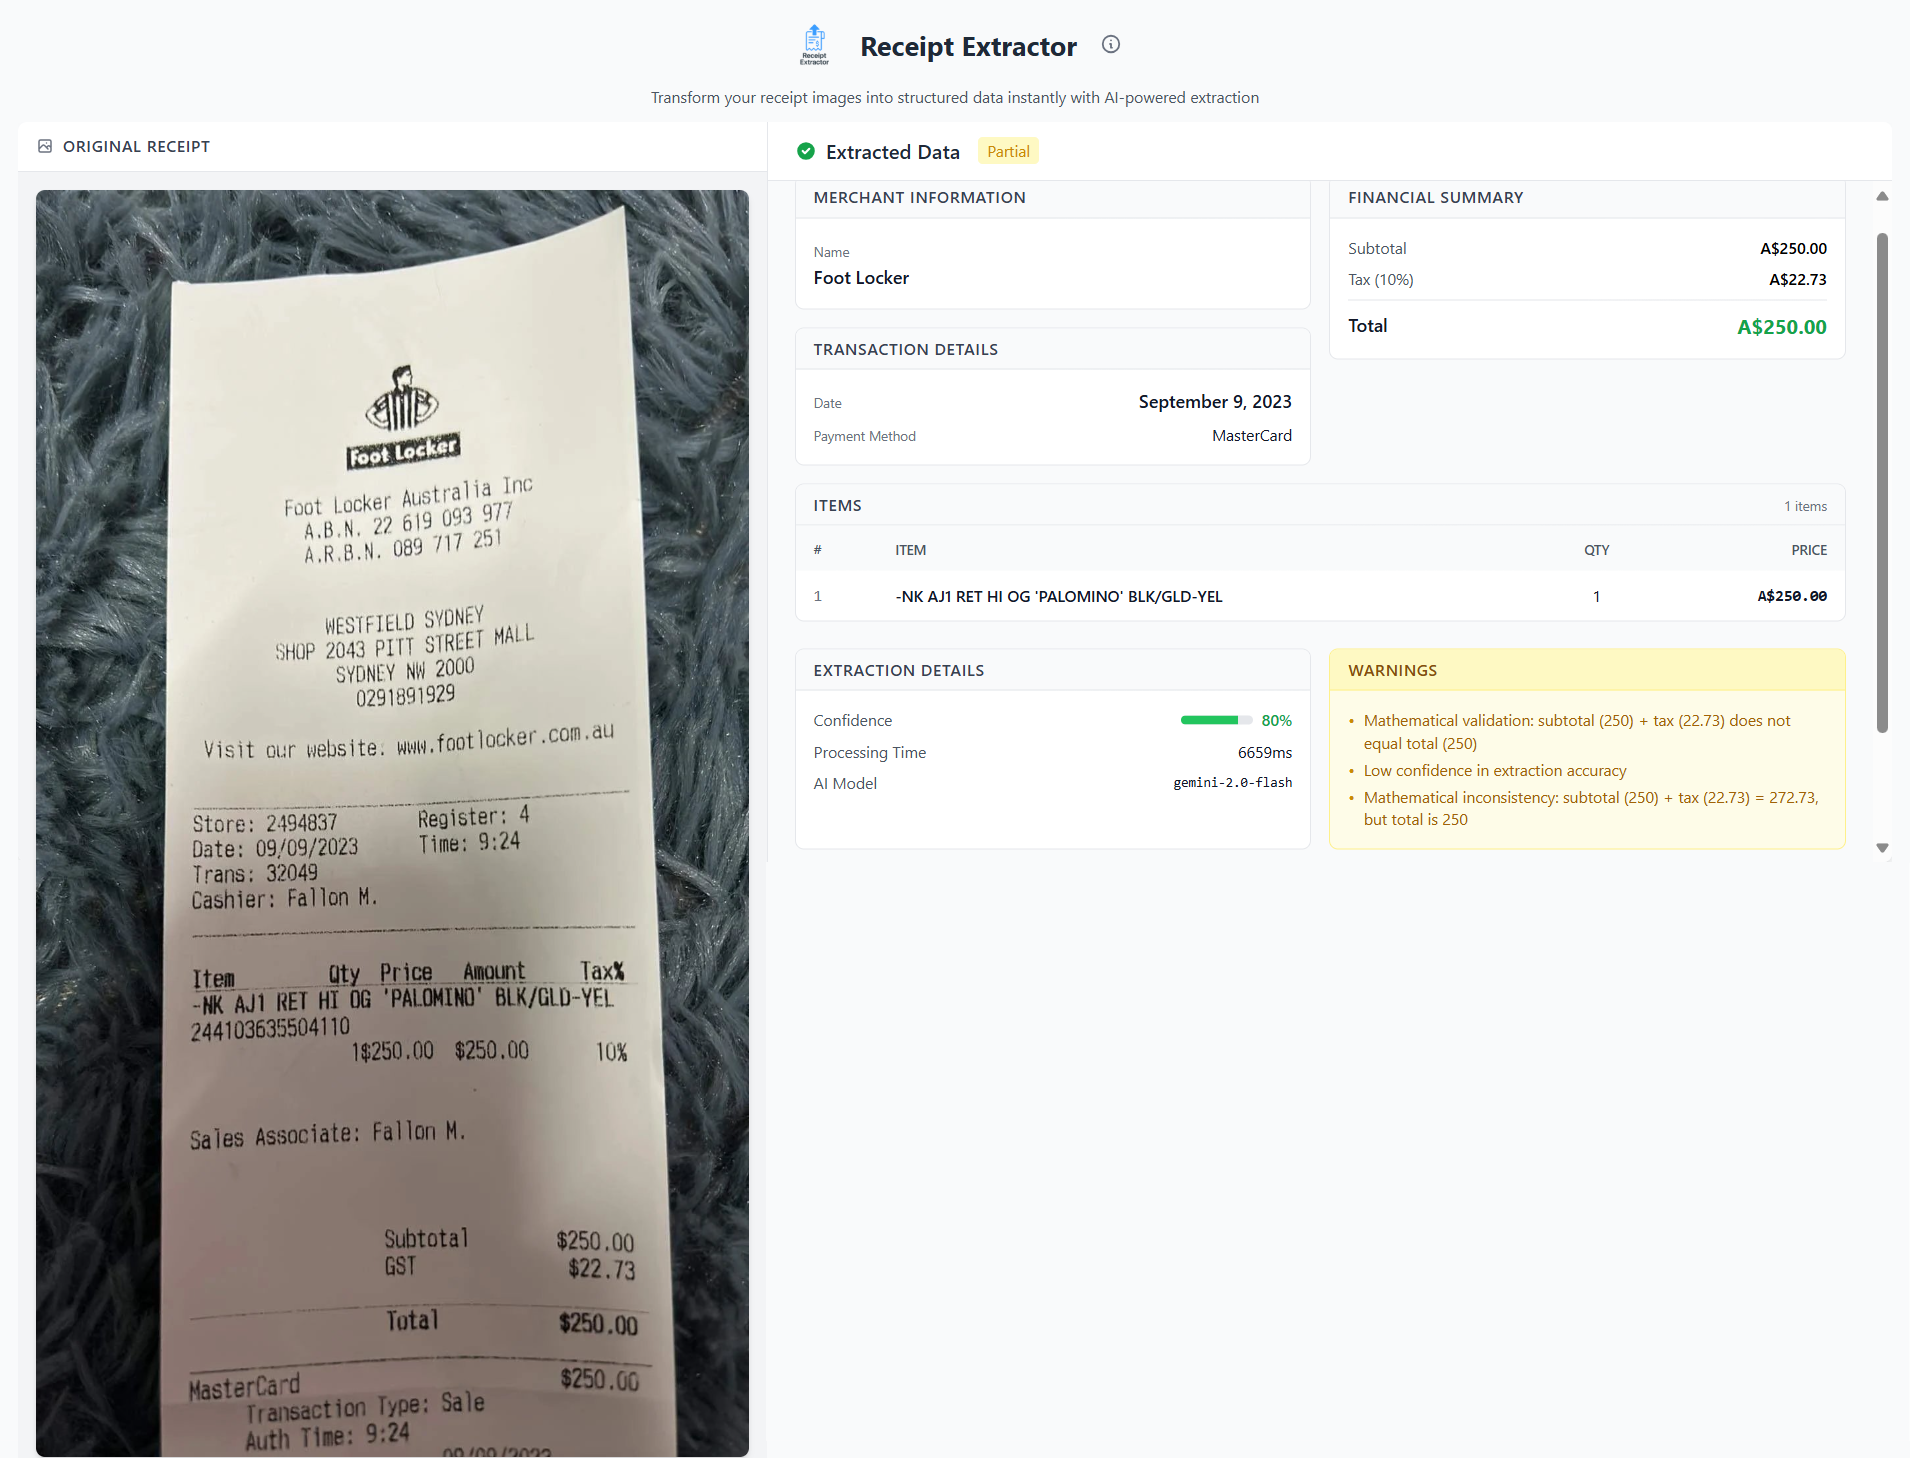 Receipt Extractor
Receipt Extractor
Transform your receipt images into structured data instantly with AI-powered extraction
ORIGINAL RECEIPT
Foot Locker
Foot Locker Australia Inc
A.B.N. 22 619 093 977
A.R.B.N. 089 717 251
WESTFIELD SYDNEY
SHOP 2043 PITT STREET MALL
SYDNEY NW 2000
0291891929
Visit our website: www.footlocker.com.au
Store: 2494837 Register: 4
Date: 09/09/2023 Time: 9:24
Trans: 32049
Cashier: Fallon M.
Item Qty Price Amount Tax%
-NK AJ1 RET HI OG 'PALOMINO' BLK/GLD-YEL
244103635504110
1$250.00 $250.00 10%
Sales Associate: Fallon M.
Subtotal $250.00
GST $22.73
Total $250.00
MasterCard $250.00
Transaction Type: Sale
Auth Time: 9:24
09/09/2023
Extracted Data Partial
MERCHANT INFORMATION
Name
Foot Locker
FINANCIAL SUMMARY
Subtotal A$250.00
Tax (10%) A$22.73
Total A$250.00
TRANSACTION DETAILS
Date September 9, 2023
Payment Method MasterCard
ITEMS 1 items
# ITEM QTY PRICE
1 -NK AJ1 RET HI OG 'PALOMINO' BLK/GLD-YEL 1 A$250.00
EXTRACTION DETAILS
Confidence 80%
Processing Time 6659ms
AI Model gemini-2.0-flash
WARNINGS
• Mathematical validation: subtotal (250) + tax (22.73) does not
equal total (250)
• Low confidence in extraction accuracy
• Mathematical inconsistency: subtotal (250) + tax (22.73) = 272.73,
but total is 250